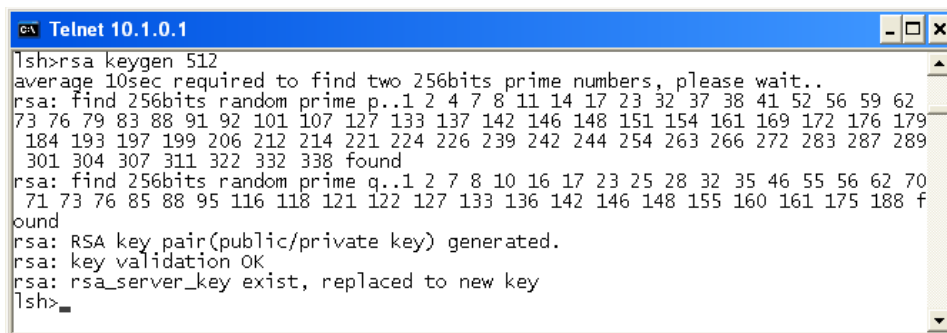 Telnet 10.1.0.1
lsh>rsa keygen 512
average 10sec required to find two 256bits prime numbers, please wait..
rsa: find 256bits random prime p..1 2 4 7 8 11 14 17 23 32 37 38 41 52 56 59 62
73 76 79 83 88 91 92 101 107 127 133 137 142 146 148 151 154 161 169 172 176 179
184 193 197 199 206 212 214 221 224 226 239 242 244 254 263 266 272 283 287 289
301 304 307 311 322 332 338 found
rsa: find 256bits random prime q..1 2 7 8 10 16 17 23 25 28 32 35 46 55 56 62 70
71 73 76 85 88 95 116 118 121 122 127 133 136 142 146 148 155 160 161 175 188 f
ound
rsa: RSA key pair(public/private key) generated.
rsa: key validation OK
rsa: rsa_server_key exist, replaced to new key
lsh>_